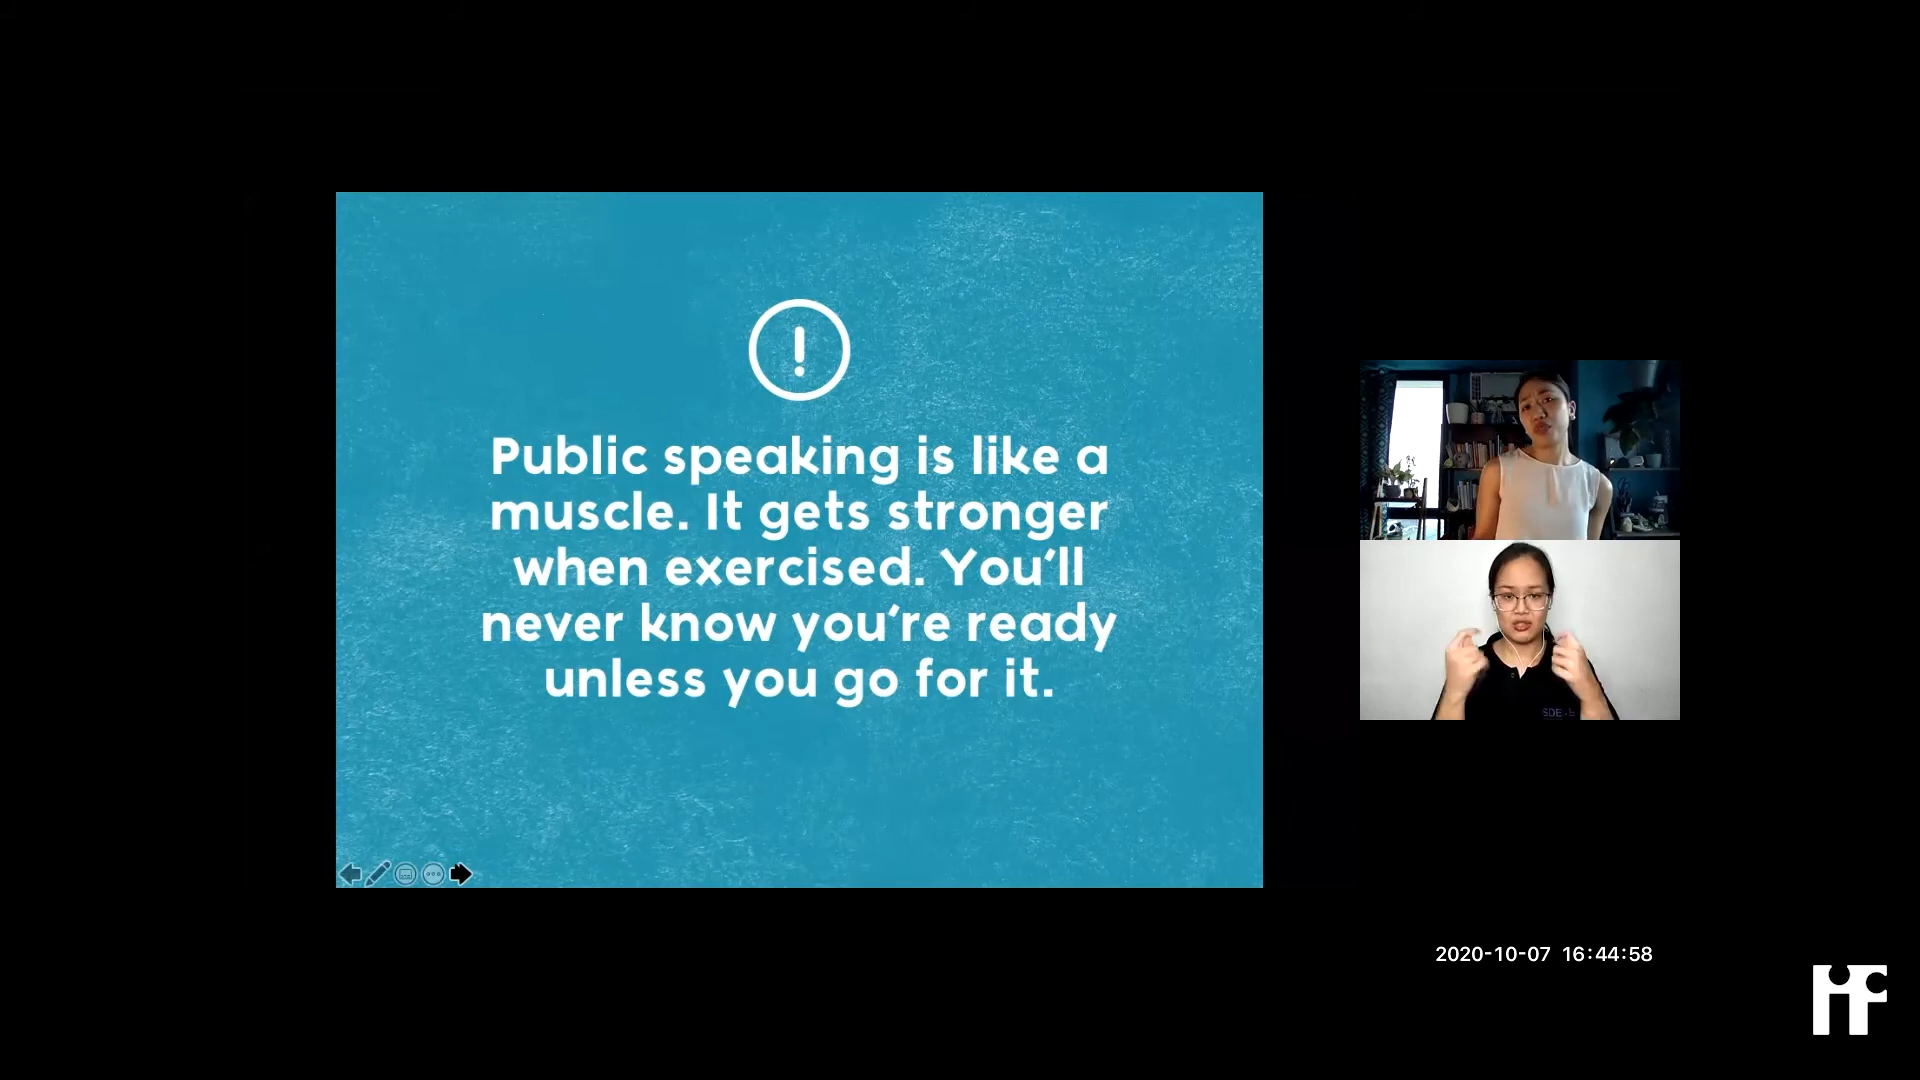 Public speaking is like a
muscle. It gets stronger
when exercised. You'll
never know you're ready
unless you go for it.
2020-10-07 16:44:58